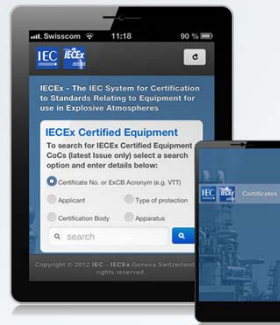 Swisscom 11:18 90 %
IEC IECEx
IECEx - The IEC System for Certification
to Standards Relating to Equipment for
use in Explosive Atmospheres
IECEx Certified Equipment
To search for IECEx Certified Equipment
CoCs (latest Issue only) select a search
option and enter details below:
Certificate No. or ExCB Acronym (e.g. VTT)
Applicant Type of protection
Certification Body Apparatus
search
Copyright © 2012 IEC - IECEx Geneva Switzerland
rights reserved.
IEC IECEx Certificates